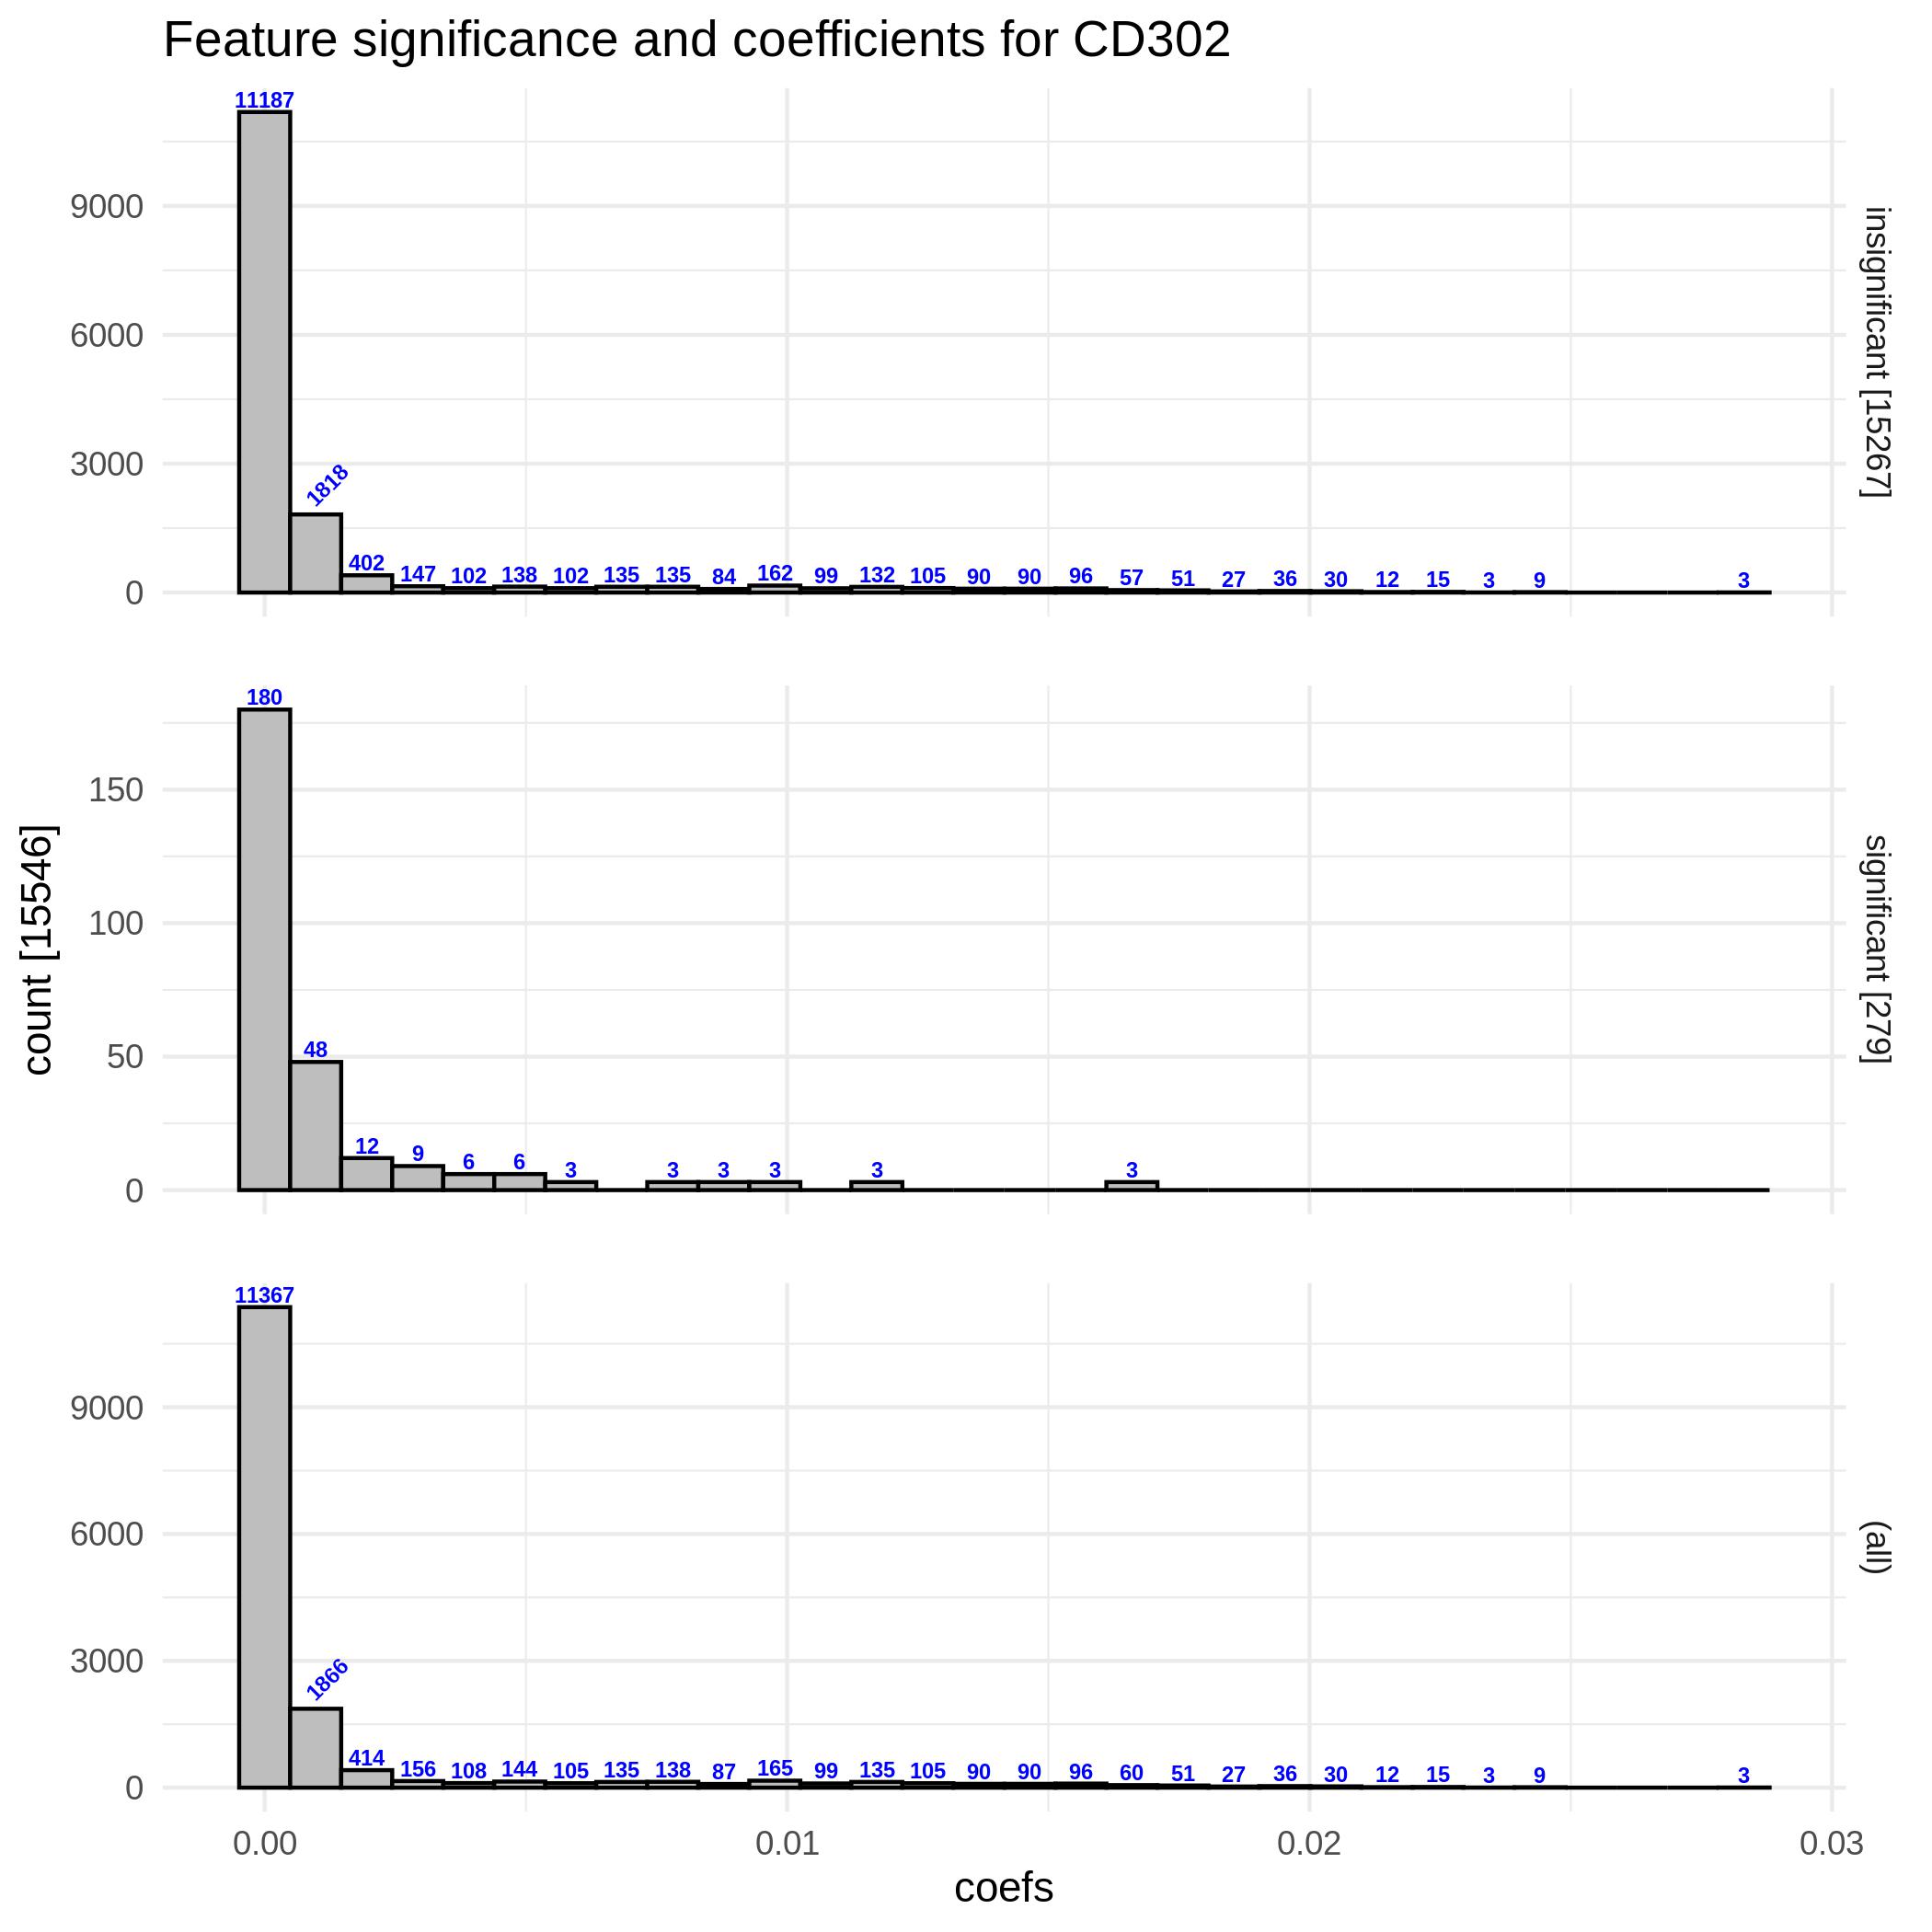 Feature significance and coefficients for CD302
11187
9000
6000
3000
0
1818
402 147 102 138 102 135 135 84 162 99 132 105 90 90 96 57 51 27 36 30 12 15 3 9 3
insignificant [15267]
count [15546]
180
150
100
50
0
48
12 9 6 6 3 3 3 3 3 3
significant [279]
11367
9000
6000
3000
0
1866
414 156 108 144 105 135 138 87 165 99 135 105 90 90 96 60 51 27 36 30 12 15 3 9 3
(all)
0.00 0.01 0.02 0.03
coefs